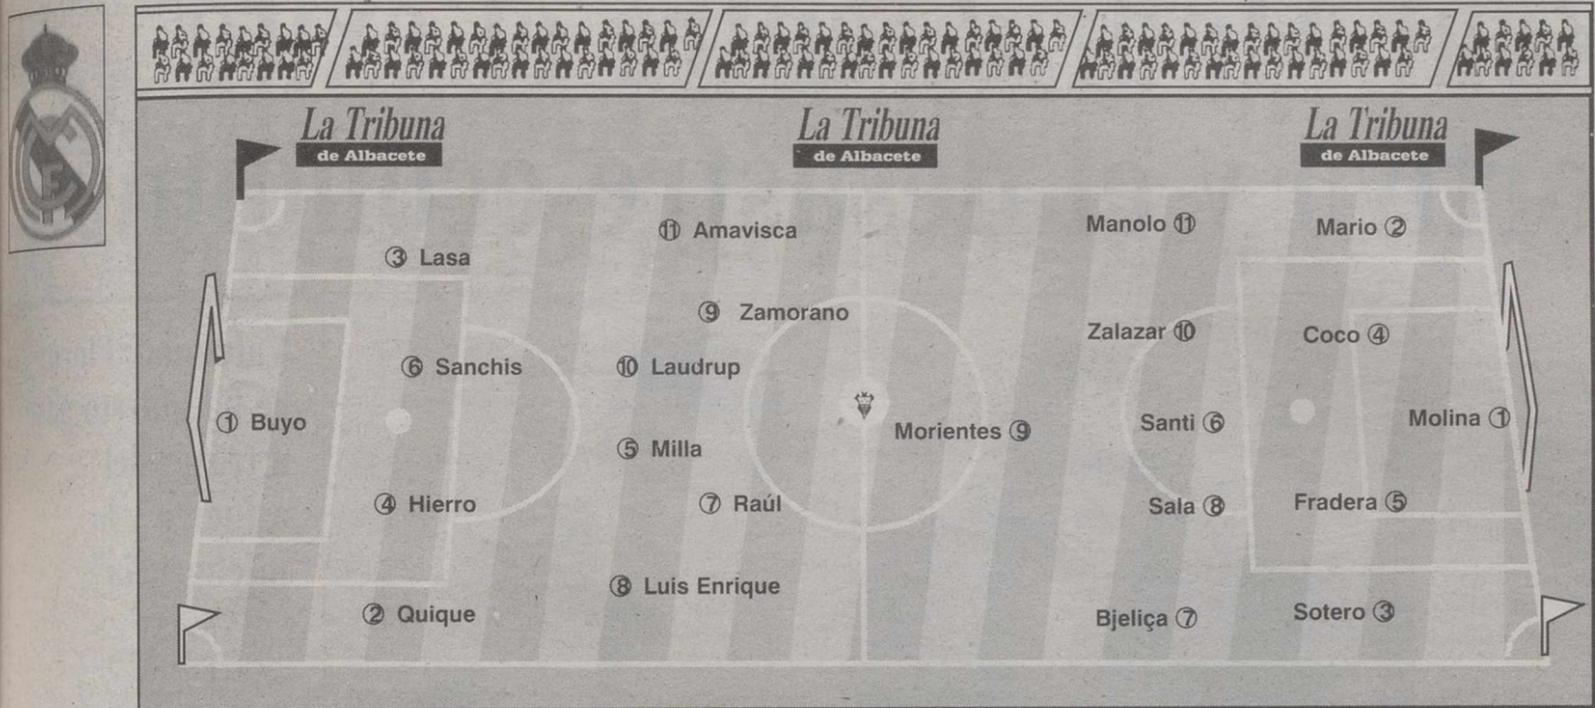 La Tribuna
de Albacete
La Tribuna
de Albacete
La Tribuna
de Albacete
③ Lasa
⑥ Sanchis
① Buyo
④ Hierro
② Quique
⑪ Amavisca
⑨ Zamorano
⑩ Laudrup
⑤ Milla
⑦ Raúl
⑧ Luis Enrique
Morientes ⑨
Manolo ⑪
Zalazar ⑩
Santi ⑥
Sala ⑧
Bjeliça ⑦
Mario ②
Coco ④
Molina ①
Fradera ⑤
Sotero ③